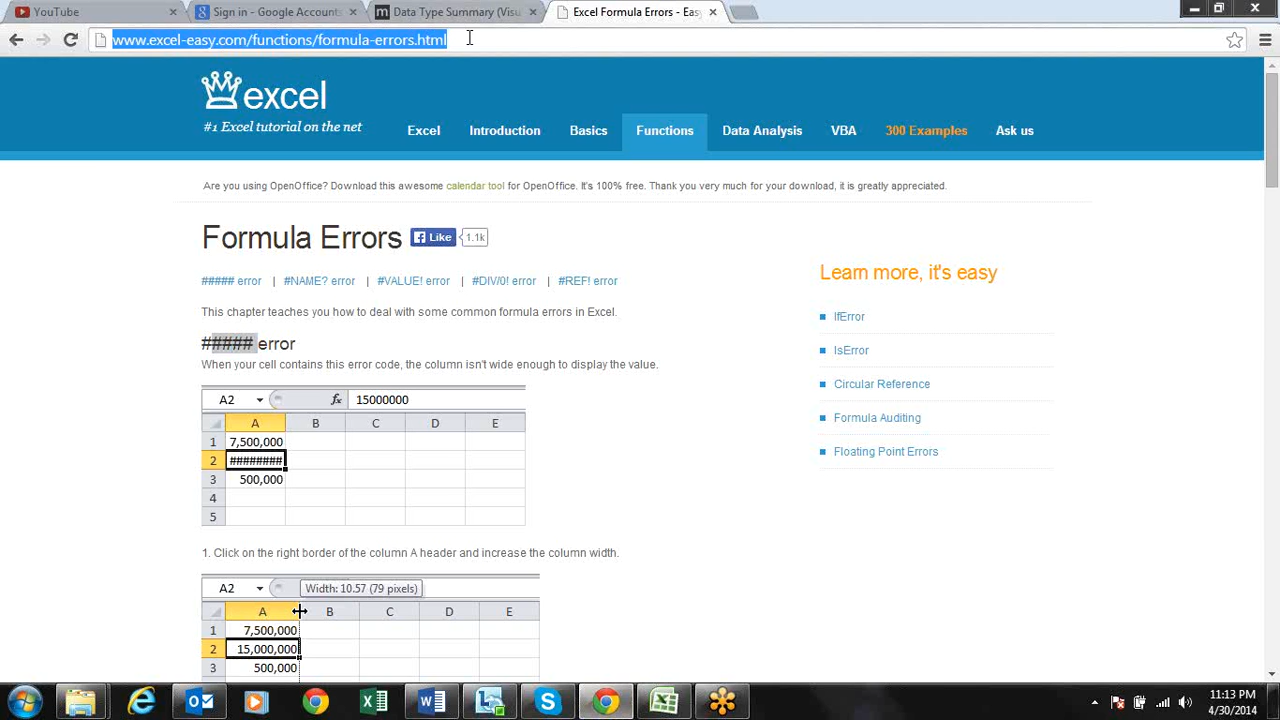 YouTube
Sign in - Google Accounts
Data Type Summary (Visu
Excel Formula Errors - Eas
www.excel-easy.com/functions/formula-errors.html
excel
#1 Excel tutorial on the net
Excel Introduction Basics Functions Data Analysis VBA 300 Examples Ask us
Are you using OpenOffice? Download this awesome calendar tool for OpenOffice. It's 100% free. Thank you very much for your download, it is greatly appreciated.
Formula Errors Like 1.1k
##### error | #NAME? error | #VALUE! error | #DIV/0! error | #REF! error
This chapter teaches you how to deal with some common formula errors in Excel.
##### error
When your cell contains this error code, the column isn't wide enough to display the value.
A2 fx 15000000
A B C D E
1 7,500,000
2 ########
3 500,000
4
5
1. Click on the right border of the column A header and increase the column width.
A2 Width: 10.57 (79 pixels)
A B C D E
1 7,500,000
2 15,000,000
3 500,000
Learn more, it's easy
IfError
IsError
Circular Reference
Formula Auditing
Floating Point Errors
11:13 PM
4/30/2014